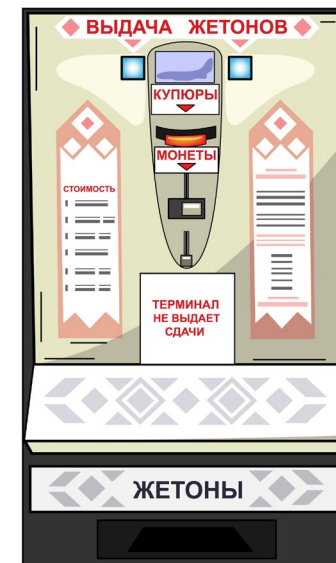 ВЫДАЧА ЖЕТОНОВ
КУПЮРЫ
МОНЕТЫ
СТОИМОСТЬ
ТЕРМИНАЛ
НЕ ВЫДАЕТ
СДАЧИ
ЖЕТОНЫ